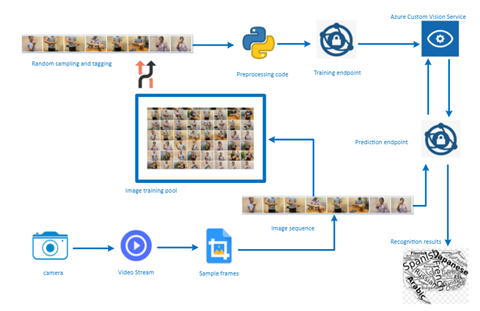 Azure Custom Vision Service
Random sampling and tagging
Preprocessing code
Training endpoint
Prediction endpoint
Image training pool
Image sequence
Recognition results
camera
Video Stream
Sample frames
Spanish
Japanese
French
Arabic